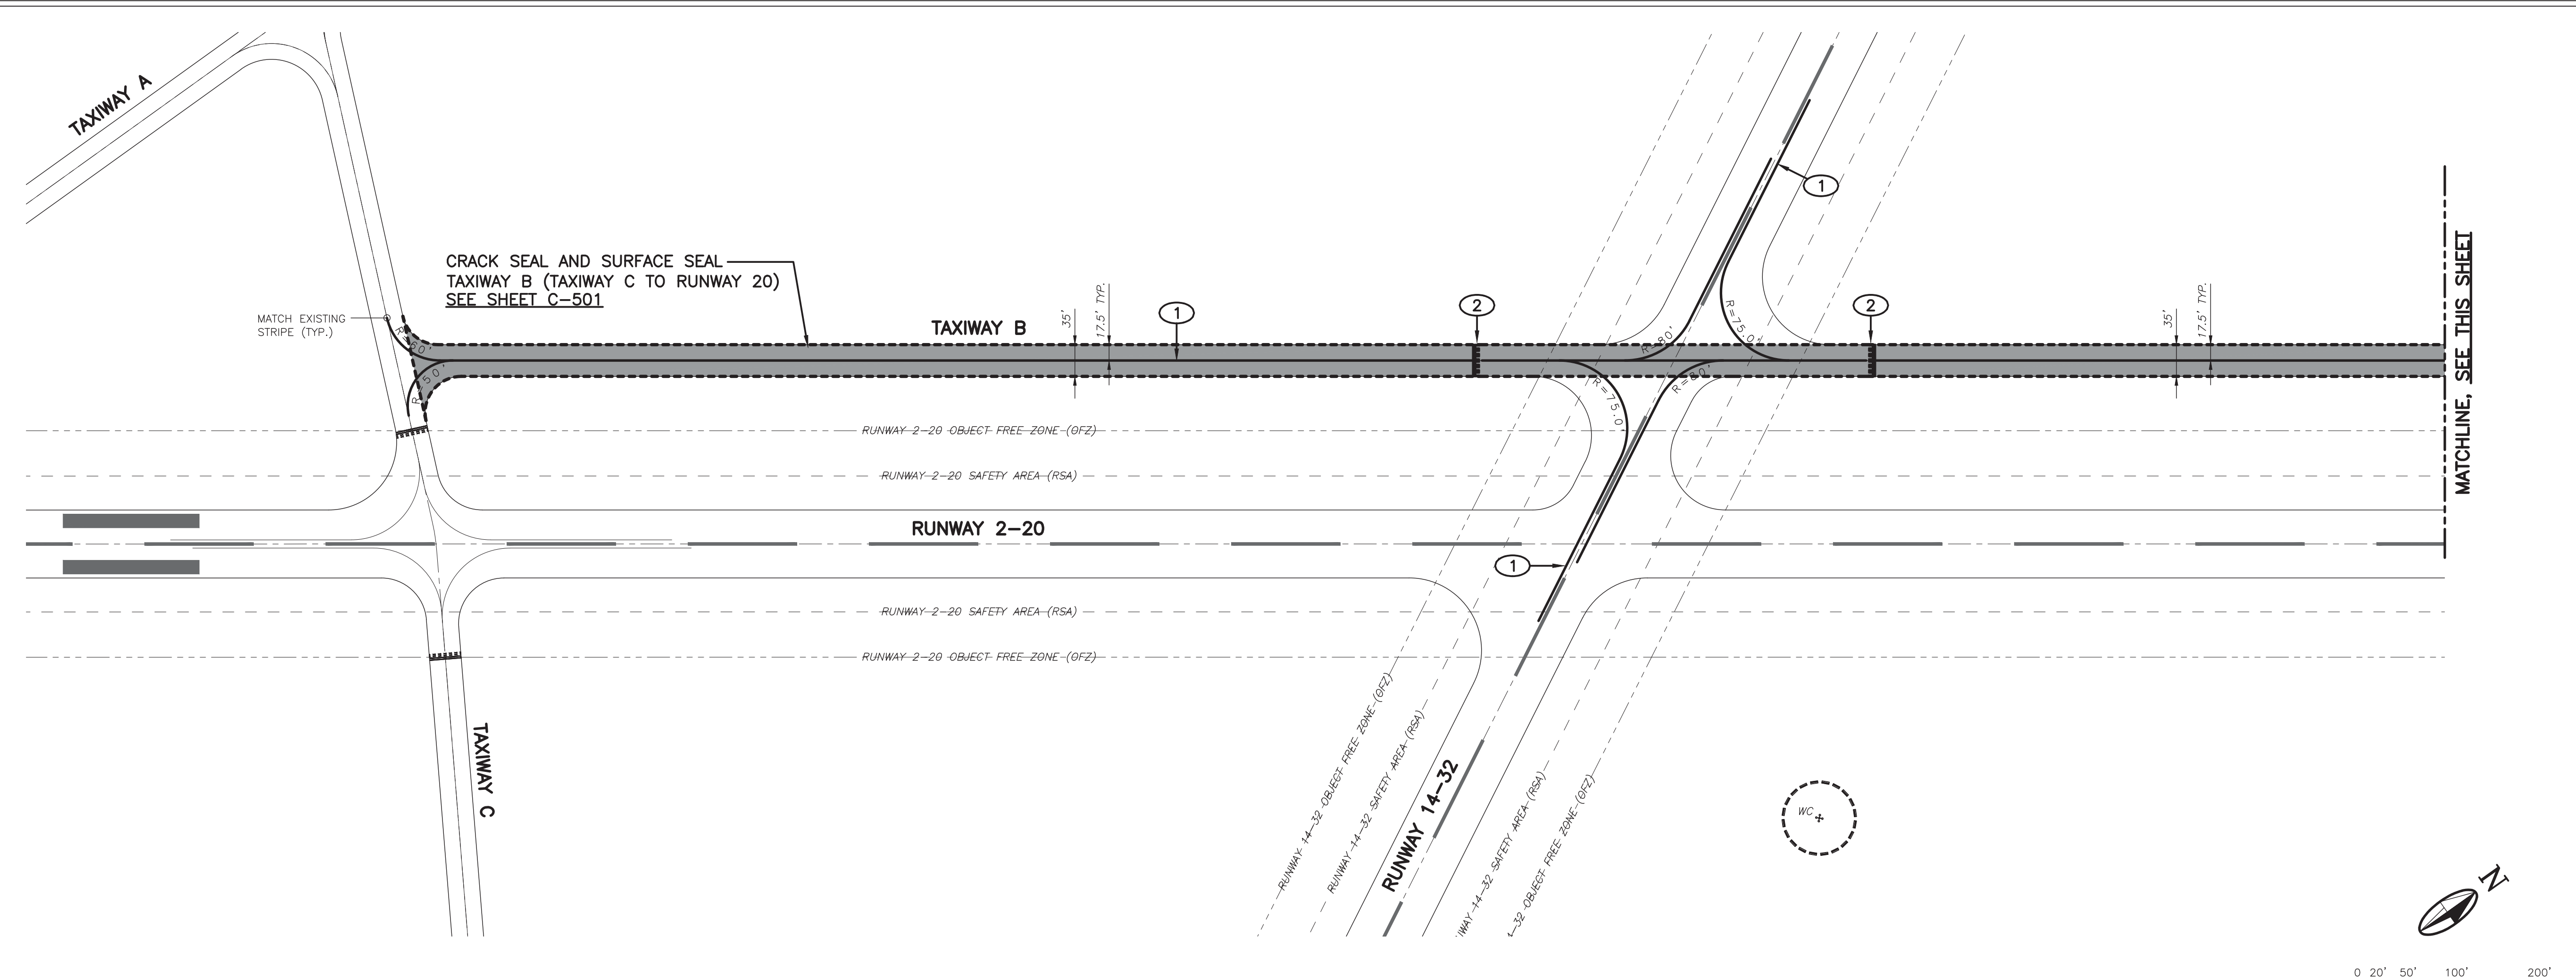 TAXIWAY A
CRACK SEAL AND SURFACE SEAL
TAXIWAY B (TAXIWAY C TO RUNWAY 20)
SEE SHEET C-501
MATCH EXISTING
STRIPE (TYP.)
R=60'
R=50'
35'
17.5' TYP.
TAXIWAY B
1
2
1
R=80'
R=75.0'
R=75.0'
R=80'
2
35'
17.5' TYP.
MATCHLINE, SEE THIS SHEET
RUNWAY 2-20 OBJECT FREE ZONE (OFZ)
RUNWAY 2-20 SAFETY AREA (RSA)
RUNWAY 2-20
1
RUNWAY 2-20 SAFETY AREA (RSA)
RUNWAY 2-20 OBJECT FREE ZONE (OFZ)
TAXIWAY C
RUNWAY 14-32 OBJECT FREE ZONE (OFZ)
RUNWAY 14-32 SAFETY AREA (RSA)
RUNWAY 14-32
WAY 14-32 SAFETY AREA (RSA)
-32 OBJECT FREE ZONE (OFZ)
WC
N
0 20' 50' 100' 200'